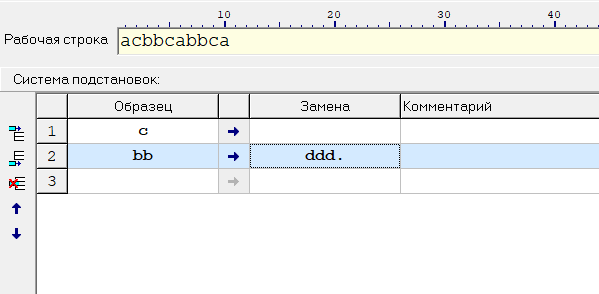 10 20 30 40
Рабочая строка acbbcabbca
Система подстановок:
Образец Замена Комментарий
1 c
2 bb ddd.
3